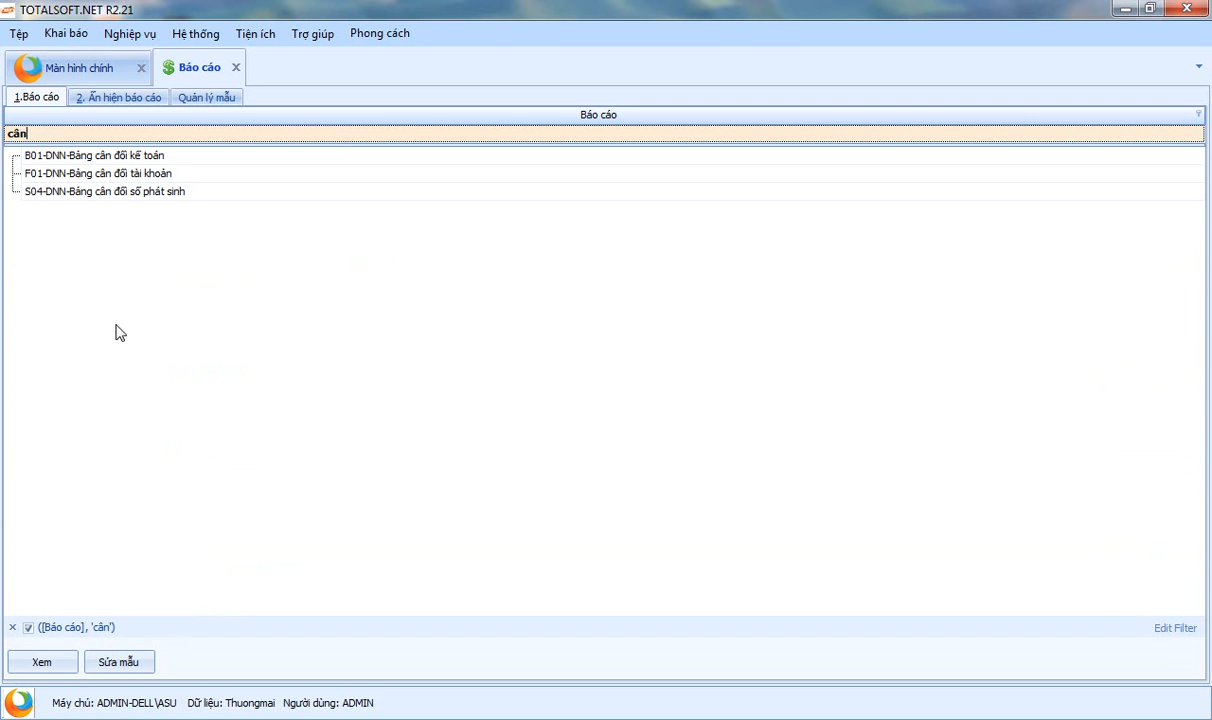 TOTALSOFT.NET R2.21
Tệp Khai báo Nghiệp vụ Hệ thống Tiện ích Trợ giúp Phong cách
Màn hình chính Báo cáo
1.Báo cáo 2. Ẩn hiện báo cáo Quản lý mẫu
Báo cáo
cân
B01-DNN-Bảng cân đối kế toán
F01-DNN-Bảng cân đối tài khoản
S04-DNN-Bảng cân đối số phát sinh
([Báo cáo], 'cân') Edit Filter
Xem Sửa mẫu
Máy chủ: ADMIN-DELL\ASU Dữ liệu: Thuongmai Người dùng: ADMIN